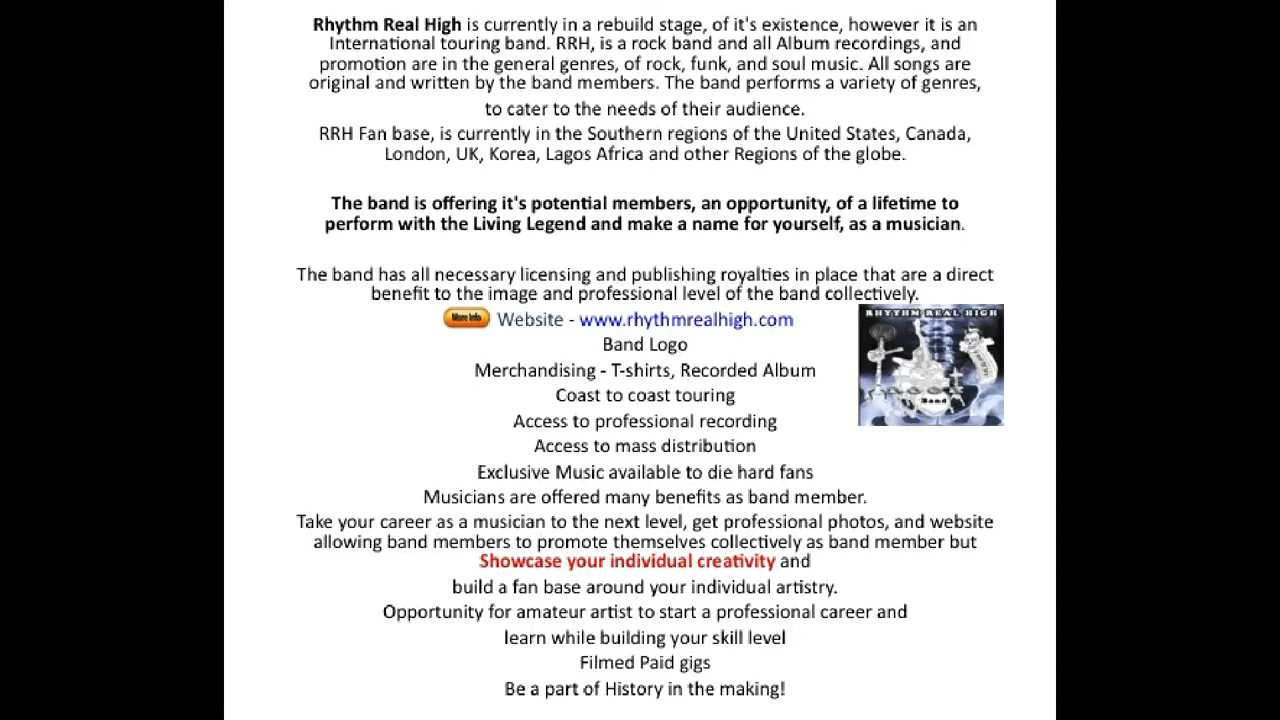 Rhythm Real High is currently in a rebuild stage, of it's existence, however it is an
International touring band. RRH, is a rock band and all Album recordings, and
promotion are in the general genres, of rock, funk, and soul music. All songs are
original and written by the band members. The band performs a variety of genres,
to cater to the needs of their audience.
RRH Fan base, is currently in the Southern regions of the United States, Canada,
London, UK, Korea, Lagos Africa and other Regions of the globe.
The band is offering it's potential members, an opportunity, of a lifetime to
perform with the Living Legend and make a name for yourself, as a musician.
The band has all necessary licensing and publishing royalties in place that are a direct
benefit to the image and professional level of the band collectively.
More Info Website - www.rhythmrealhigh.com
RHYTHM REAL HIGH
Band Logo
Merchandising - T-shirts, Recorded Album
Coast to coast touring
Access to professional recording
Access to mass distribution
Exclusive Music available to die hard fans
Musicians are offered many benefits as band member.
Take your career as a musician to the next level, get professional photos, and website
allowing band members to promote themselves collectively as band member but
Showcase your individual creativity and
build a fan base around your individual artistry.
Opportunity for amateur artist to start a professional career and
learn while building your skill level
Filmed Paid gigs
Be a part of History in the making!